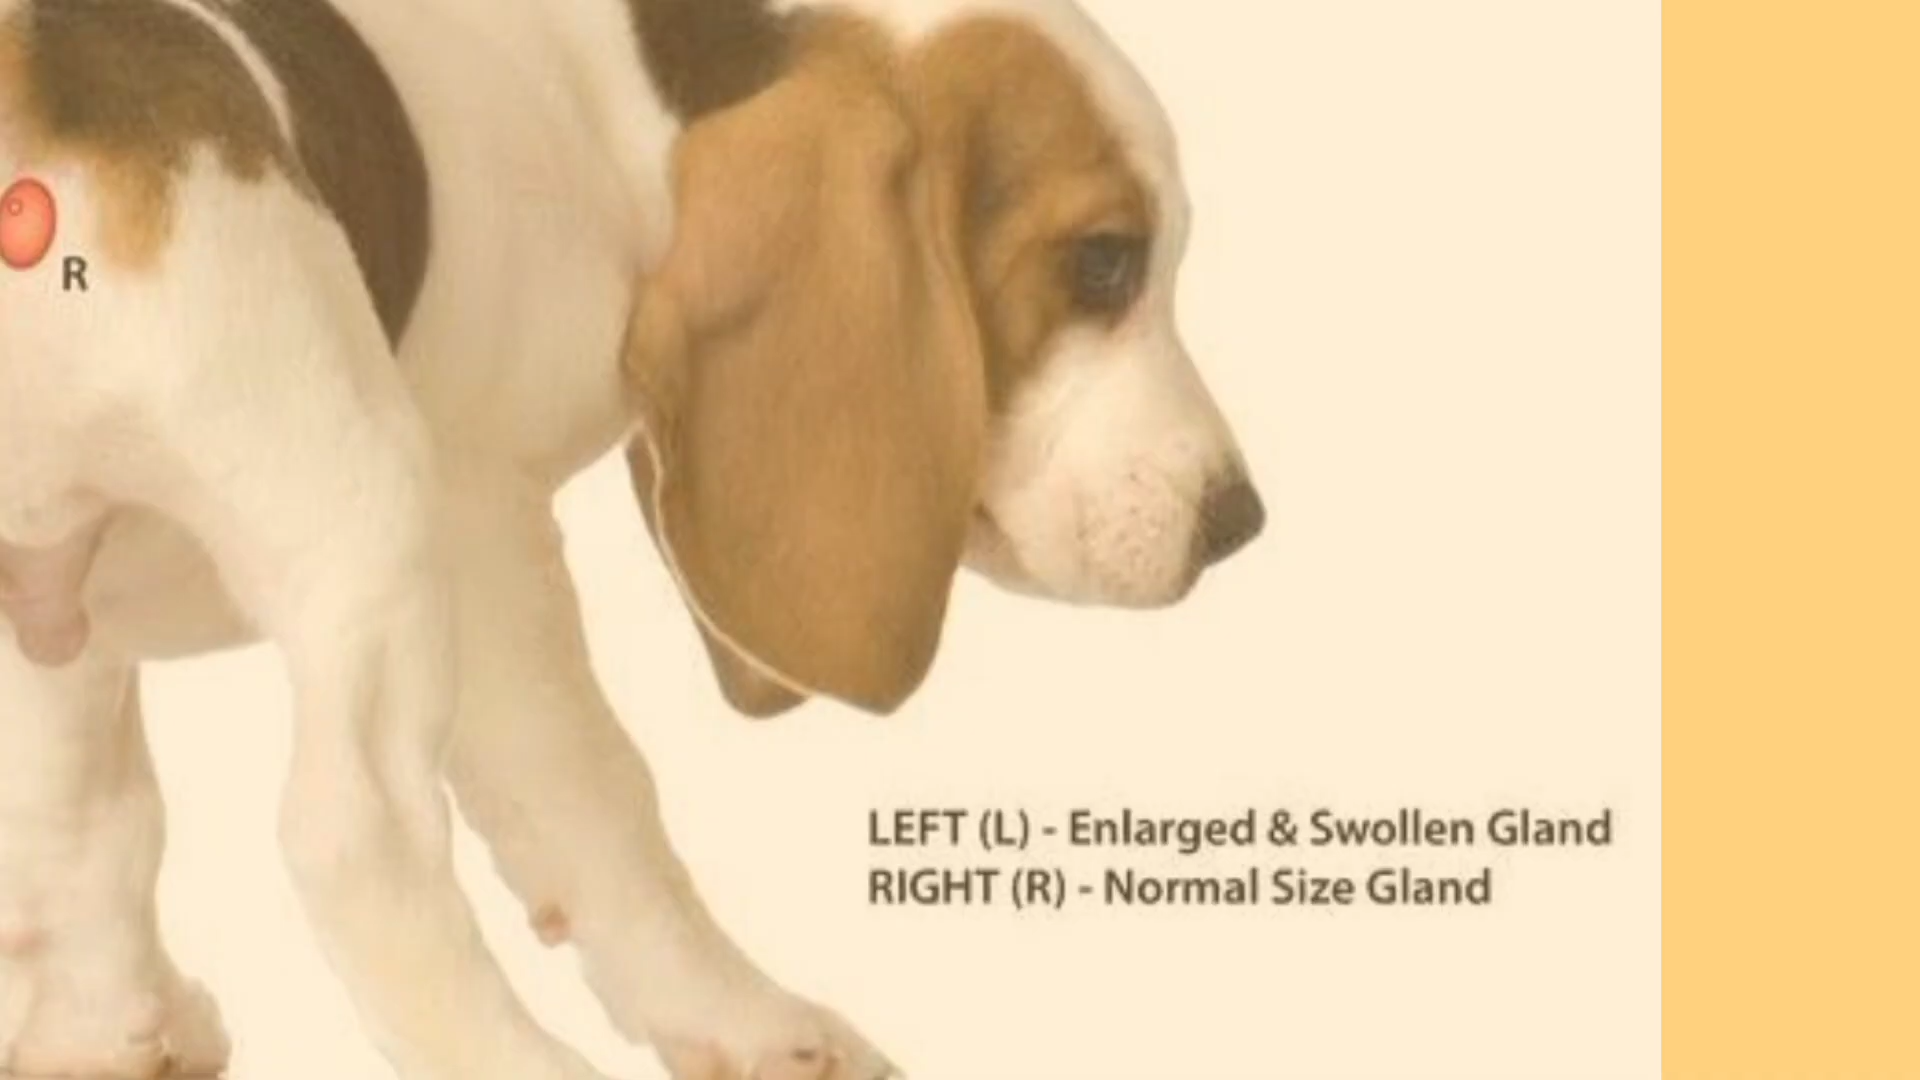 R
LEFT (L) - Enlarged & Swollen Gland
RIGHT (R) - Normal Size Gland